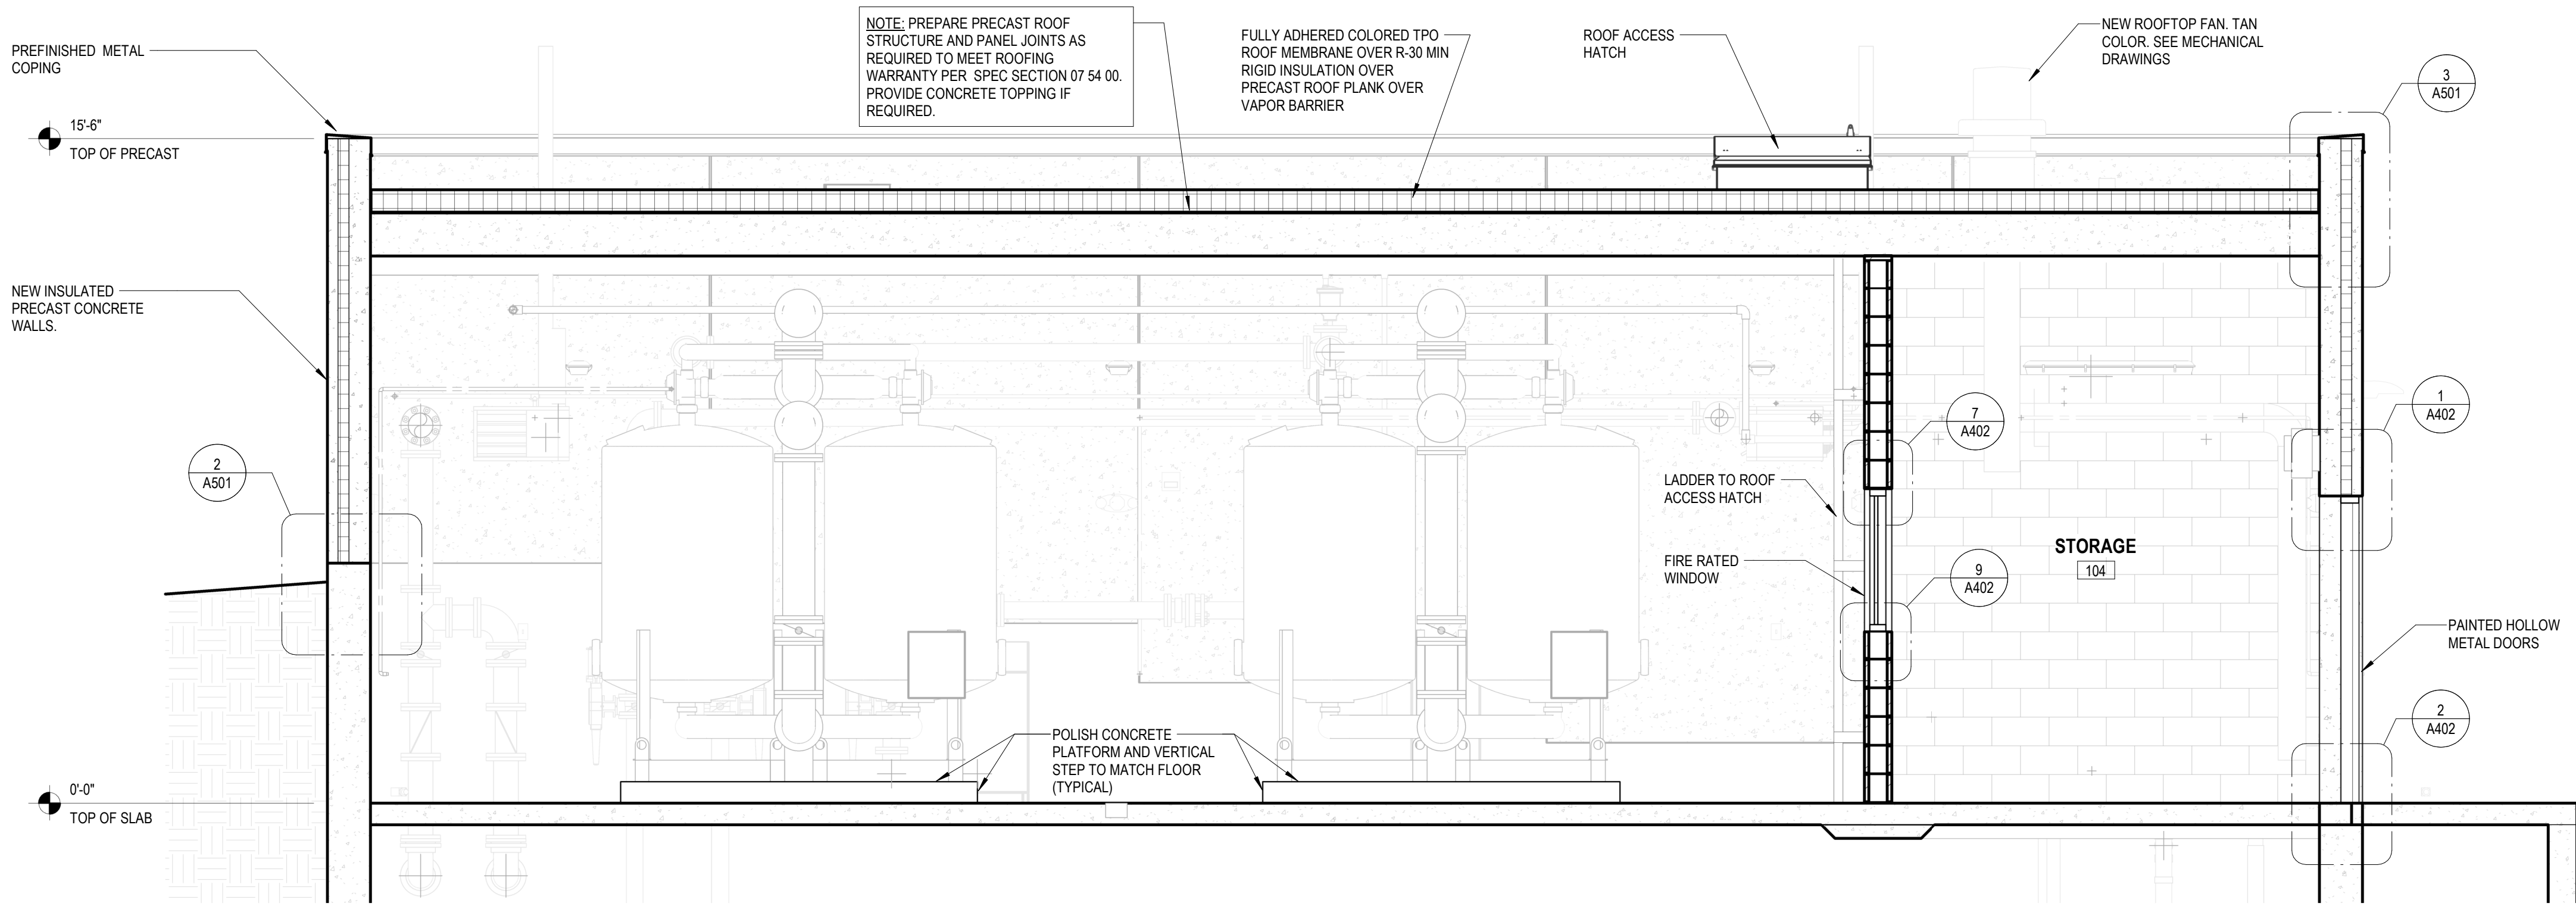 PREFINISHED METAL
COPING
15'-6"
TOP OF PRECAST
NEW INSULATED
PRECAST CONCRETE
WALLS.
2
A501
0'-0"
TOP OF SLAB
NOTE: PREPARE PRECAST ROOF
STRUCTURE AND PANEL JOINTS AS
REQUIRED TO MEET ROOFING
WARRANTY PER SPEC SECTION 07 54 00.
PROVIDE CONCRETE TOPPING IF
REQUIRED.
FULLY ADHERED COLORED TPO
ROOF MEMBRANE OVER R-30 MIN
RIGID INSULATION OVER
PRECAST ROOF PLANK OVER
VAPOR BARRIER
ROOF ACCESS
HATCH
NEW ROOFTOP FAN. TAN
COLOR. SEE MECHANICAL
DRAWINGS
3
A501
1
A402
7
A402
LADDER TO ROOF
ACCESS HATCH
FIRE RATED
WINDOW
STORAGE
104
9
A402
PAINTED HOLLOW
METAL DOORS
2
A402
POLISH CONCRETE
PLATFORM AND VERTICAL
STEP TO MATCH FLOOR
(TYPICAL)